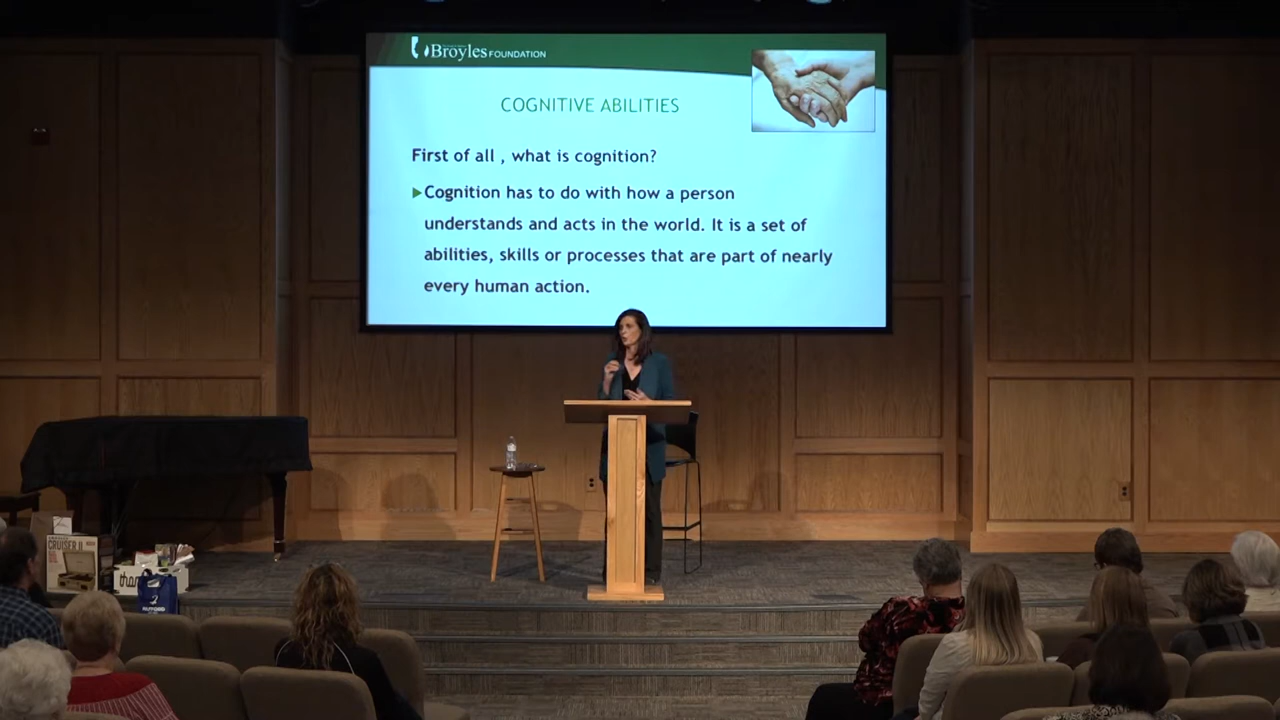 Broyles FOUNDATION
COGNITIVE ABILITIES
First of all , what is cognition?
Cognition has to do with how a person
understands and acts in the world. It is a set of
abilities, skills or processes that are part of nearly
every human action.
CRUISER II